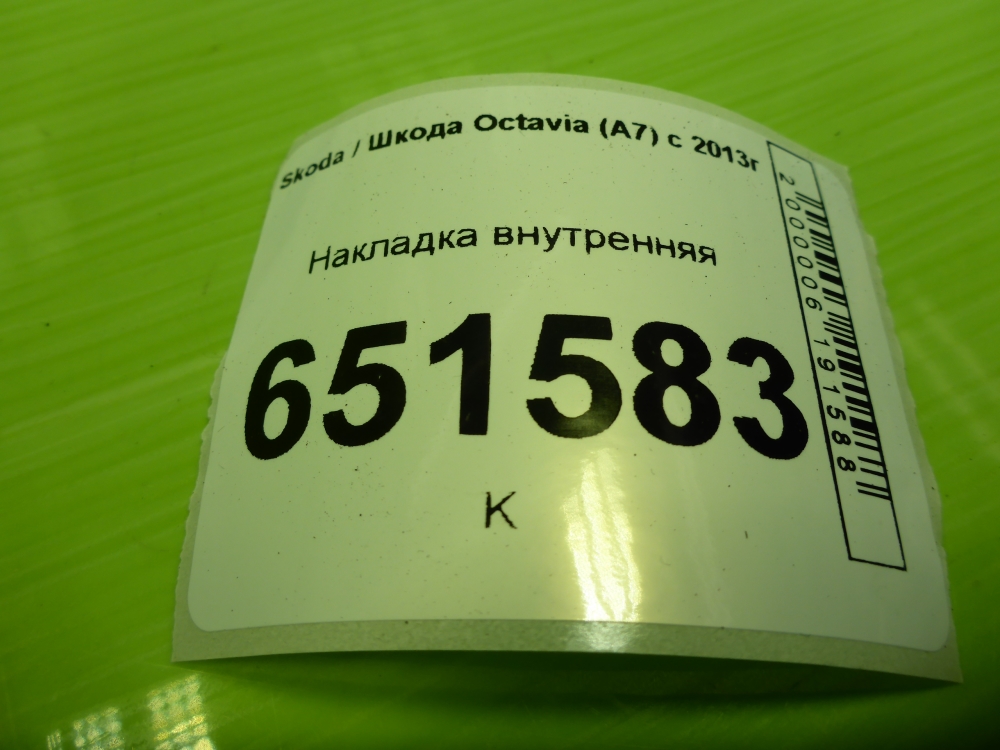 Skoda / Шкода Octavia (A7) с 2013г
Накладка внутренняя
651583
К
2000006191588